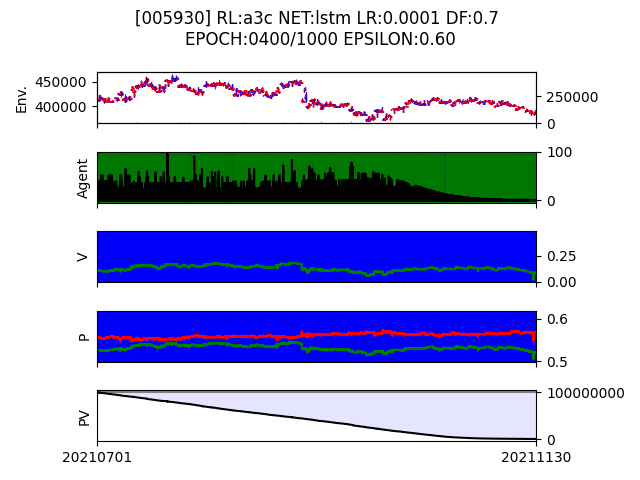 [005930] RL:a3c NET:lstm LR:0.0001 DF:0.7
EPOCH:0400/1000 EPSILON:0.60
Env.
450000
400000
250000
0
Agent
100
0
V
0.25
0.00
P
0.6
0.5
PV
100000000
0
20210701
20211130